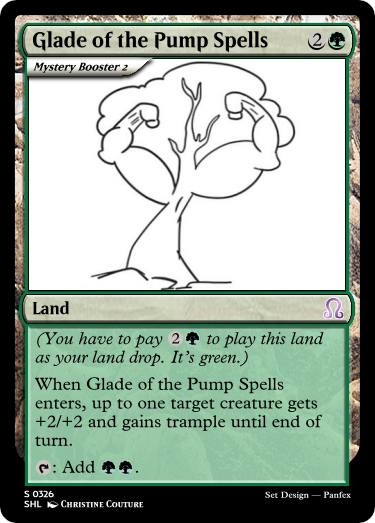 Glade of the Pump Spells 2
Mystery Booster 2
Land
(You have to pay 2 to play this land
as your land drop. It's green.)
When Glade of the Pump Spells
enters, up to one target creature gets
+2/+2 and gains trample until end of
turn.
: Add .
S 0326
SHL Christine Couture
Set Design — Panfex